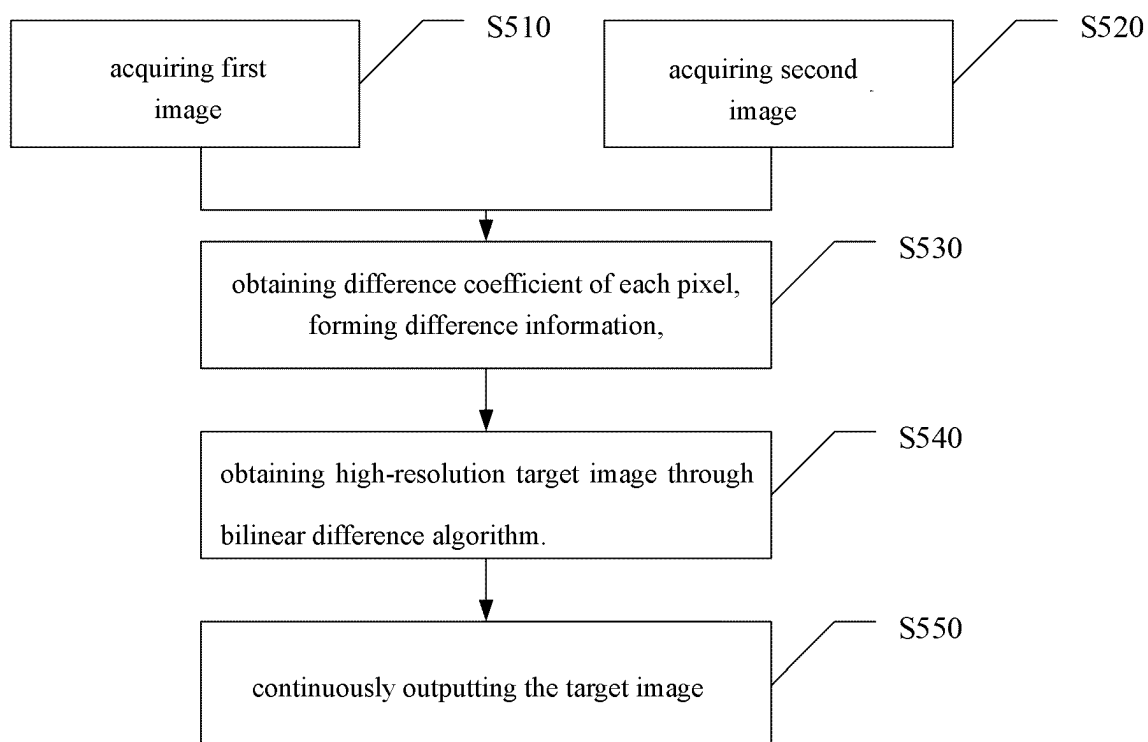 S510
acquiring first
image
S520
acquiring second
image
S530
obtaining difference coefficient of each pixel,
forming difference information,
S540
obtaining high-resolution target image through
bilinear difference algorithm.
S550
continuously outputting the target image